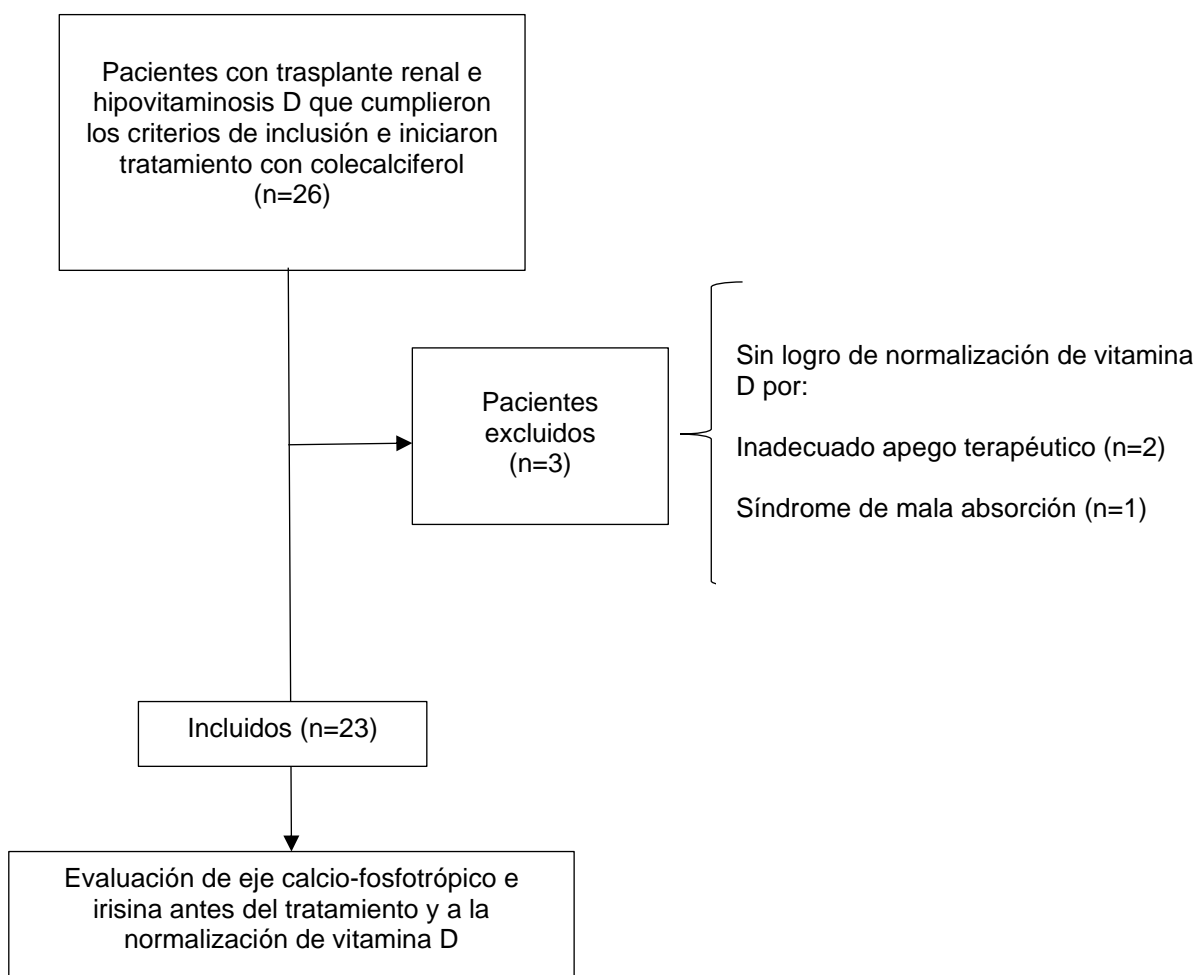 Pacientes con trasplante renal e
hipovitaminosis D que cumplieron
los criterios de inclusión e iniciaron
tratamiento con colecalciferol
(n=26)
Pacientes
excluidos
(n=3)
Sin logro de normalización de vitamina
D por:
Inadecuado apego terapéutico (n=2)
Síndrome de mala absorción (n=1)
Incluidos (n=23)
Evaluación de eje calcio-fosfotrópico e
irisina antes del tratamiento y a la
normalización de vitamina D